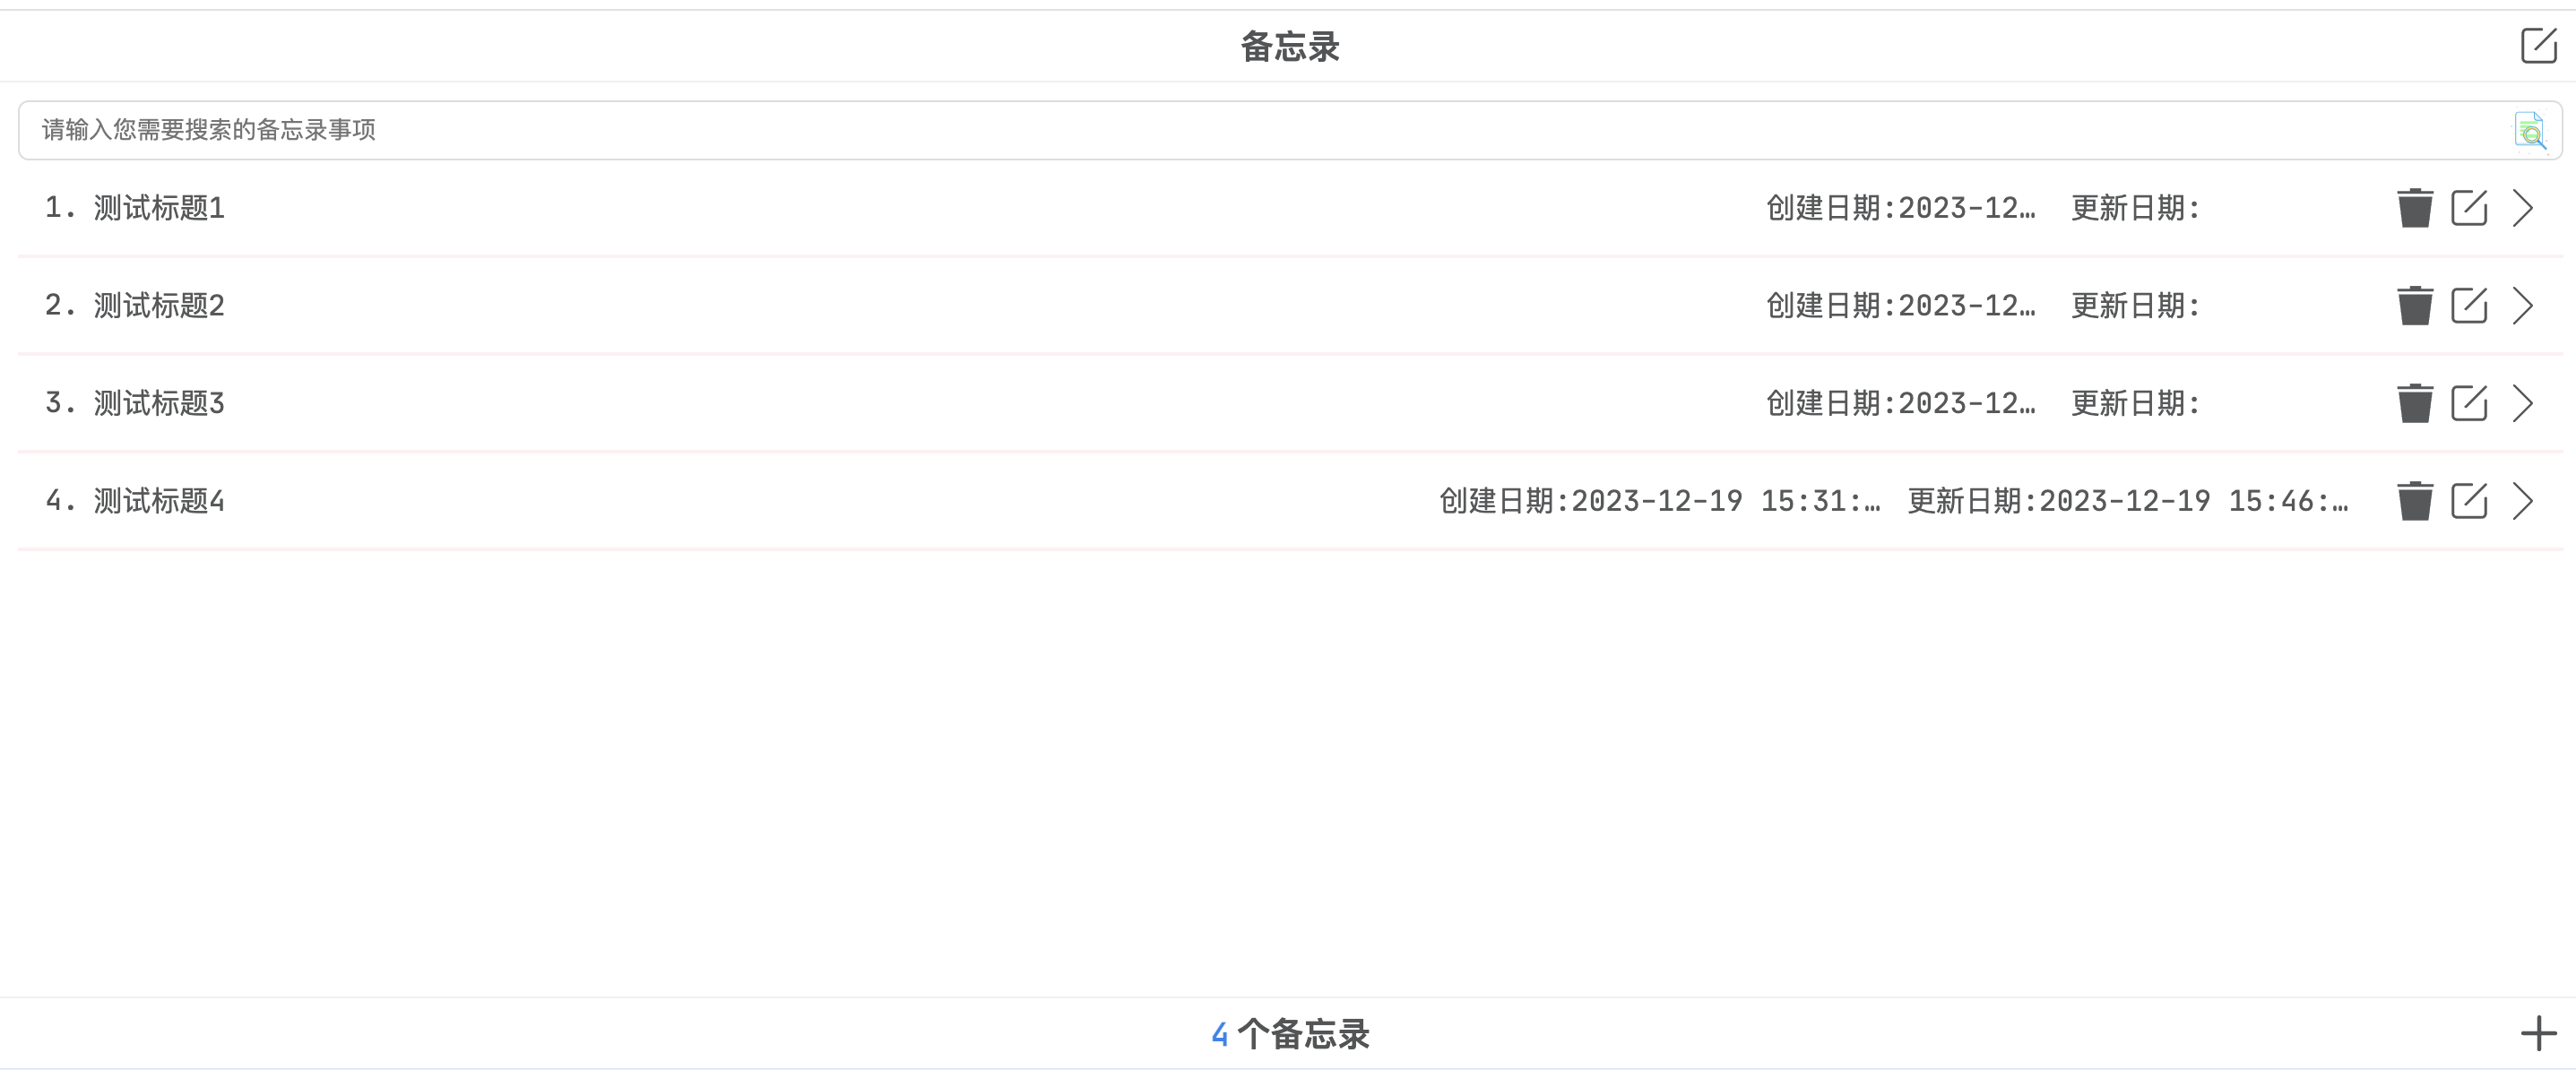 备忘录
请输入您需要搜索的备忘录事项
1. 测试标题1 创建日期:2023-12… 更新日期:
2. 测试标题2 创建日期:2023-12… 更新日期:
3. 测试标题3 创建日期:2023-12… 更新日期:
4. 测试标题4 创建日期:2023-12-19 15:31:… 更新日期:2023-12-19 15:46:…
4 个备忘录